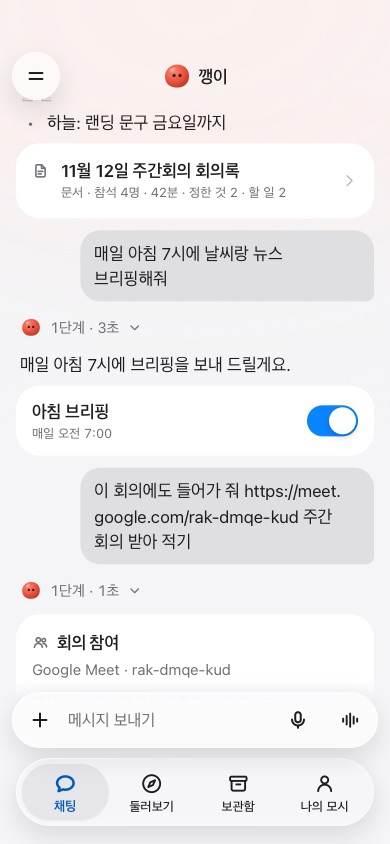 깽이
· 하늘: 랜딩 문구 금요일까지
11월 12일 주간회의 회의록
문서 · 참석 4명 · 42분 · 정한 것 2 · 할 일 2
매일 아침 7시에 날씨랑 뉴스
브리핑해줘
1단계 · 3초
매일 아침 7시에 브리핑을 보내 드릴게요.
아침 브리핑
매일 오전 7:00
이 회의에도 들어가 줘 https://meet.
google.com/rak-dmqe-kud 주간
회의 받아 적기
1단계 · 1초
회의 참여
Google Meet · rak-dmqe-kud
메시지 보내기
채팅
둘러보기
보관함
나의 모시